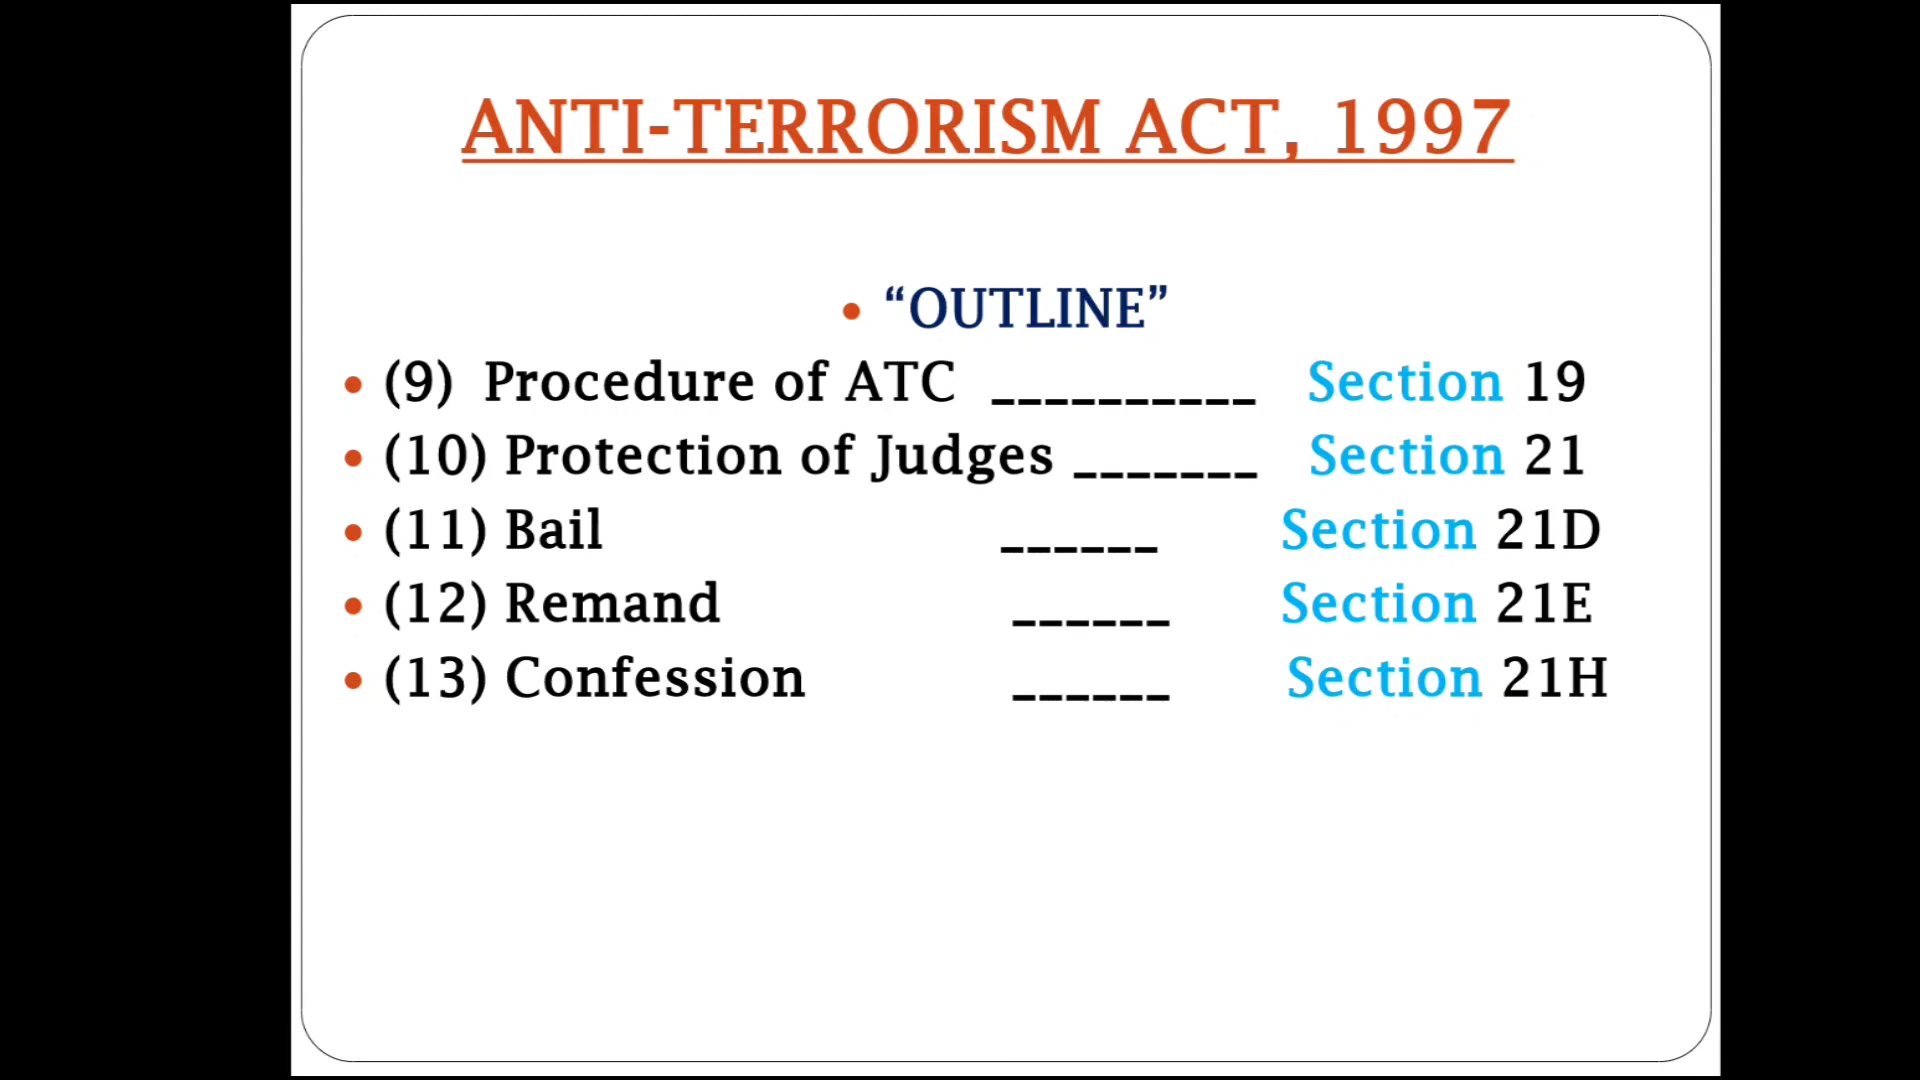 ANTI-TERRORISM ACT, 1997
• “OUTLINE”
• (9) Procedure of ATC __________ Section 19
• (10) Protection of Judges _______ Section 21
• (11) Bail ______ Section 21D
• (12) Remand ______ Section 21E
• (13) Confession ______ Section 21H